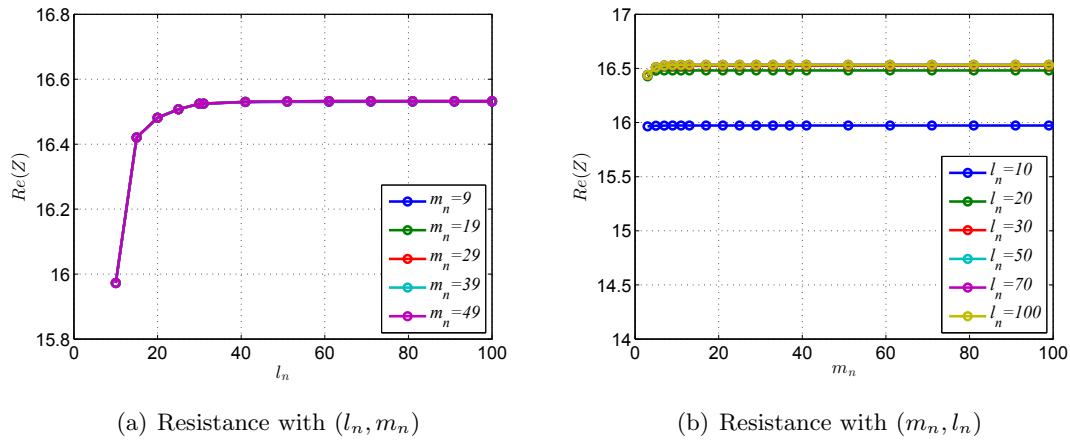 16.8
16.6
16.4
16.2
16
15.8
Re(Z)
0
20
40
60
80
100
l_n
m_n=9
m_n=19
m_n=29
m_n=39
m_n=49
(a) Resistance with (l_n, m_n)
17
16.5
16
15.5
15
14.5
14
Re(Z)
0
20
40
60
80
100
m_n
l_n=10
l_n=20
l_n=30
l_n=50
l_n=70
l_n=100
(b) Resistance with (m_n, l_n)